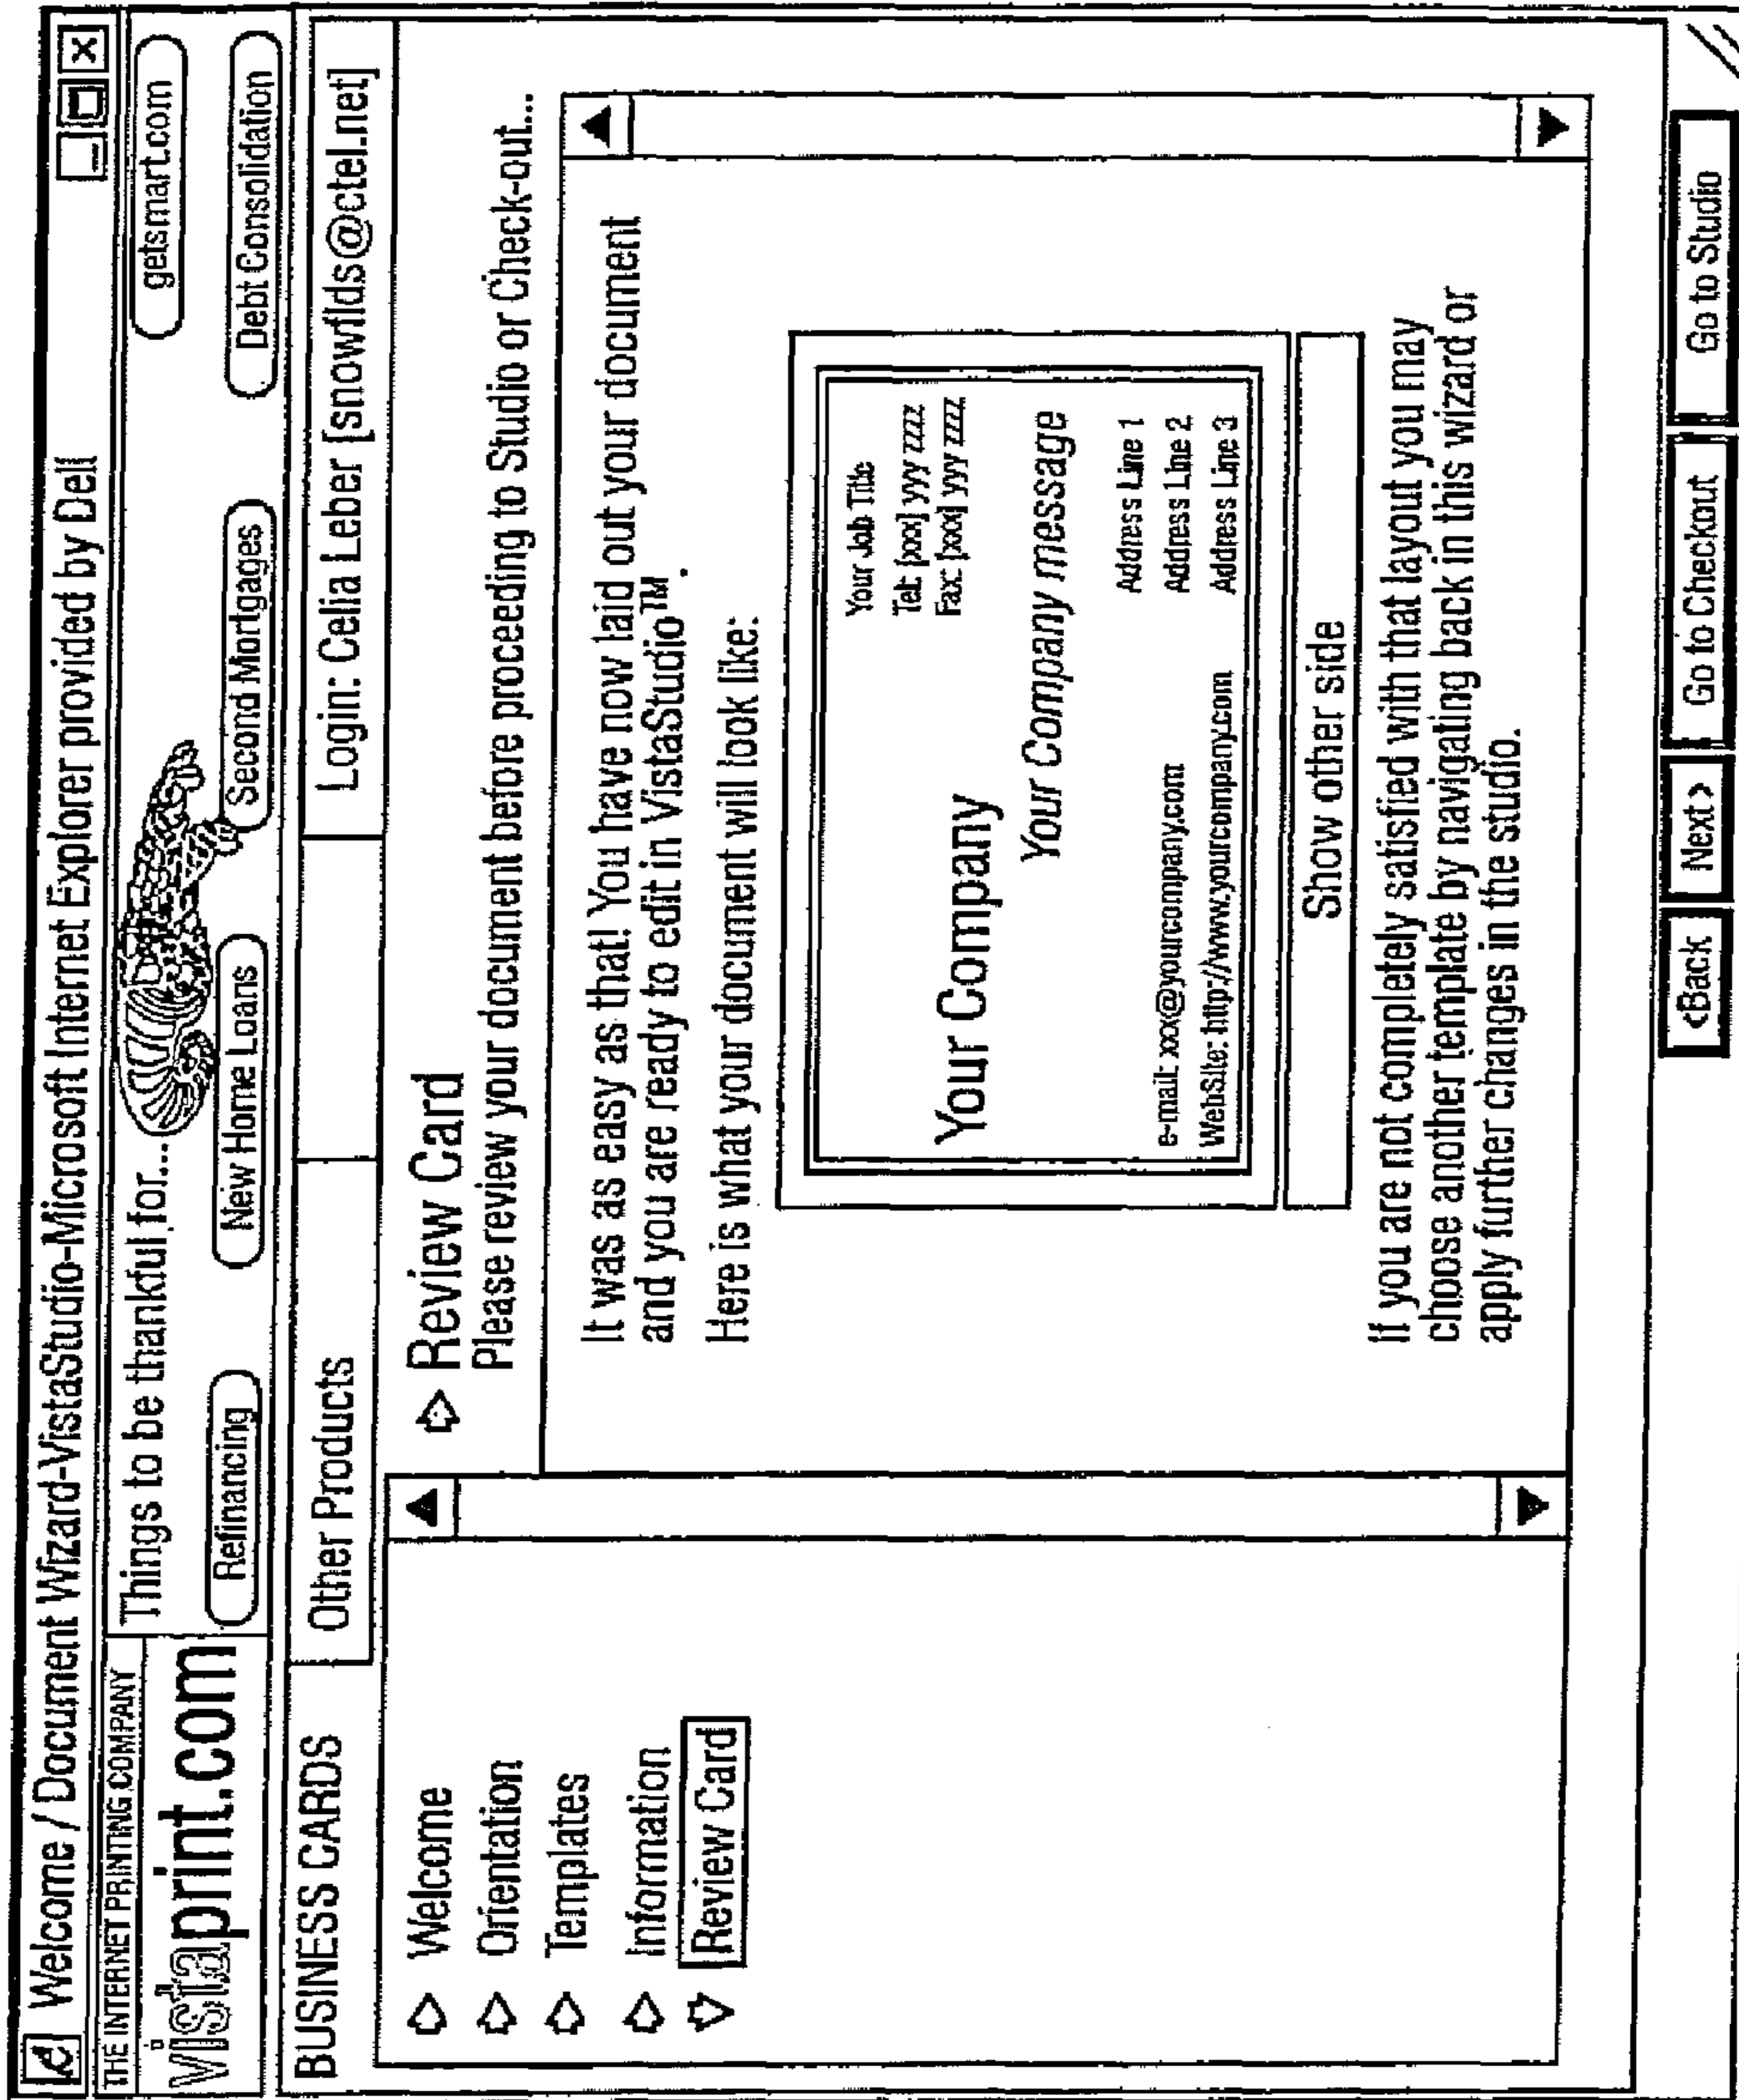 Welcome / Document Wizard-VistaStudio-Microsoft Internet Explorer provided by Dell
THE INTERNET PRINTING COMPANY
vistaprint.com
Things to be thankful for...
getsmart.com
Refinancing
New Home Loans
Second Mortgages
Debt Consolidation
BUSINESS CARDS
Other Products
Login: Celia Leber [snowflds@ctel.net]
Welcome
Orientation
Templates
Information
Review Card
Review Card
Please review your document before proceeding to Studio or Check-out...
It was as easy as that! You have now laid out your document
and you are ready to edit in VistaStudio™.
Here is what your document will look like:
Your Job Title
Tel: [xxx] yyy zzzz
Fax: [xxx] yyy zzzz
Your Company
Your Company message
Address Line 1
e-mail: xxx@yourcompany.com
Address Line 2
WebSite: http://www.yourcompany.com
Address Line 3
Show other side
If you are not completely satisfied with that layout you may
choose another template by navigating back in this wizard or
apply further changes in the studio.
<Back
Next>
Go to Checkout
Go to Studio